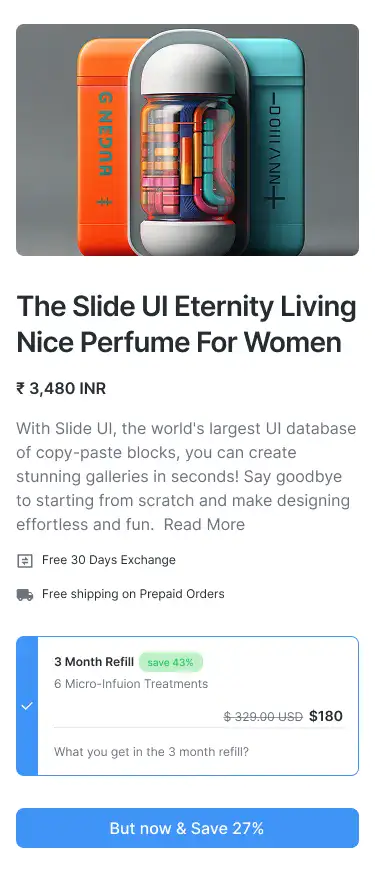 The Slide UI Eternity Living
Nice Perfume For Women
₹ 3,480 INR
With Slide UI, the world's largest UI database
of copy-paste blocks, you can create
stunning galleries in seconds! Say goodbye
to starting from scratch and make designing
effortless and fun. Read More
Free 30 Days Exchange
Free shipping on Prepaid Orders
3 Month Refill save 43%
6 Micro-Infuion Treatments
$ 329.00 USD $180
What you get in the 3 month refill?
But now & Save 27%